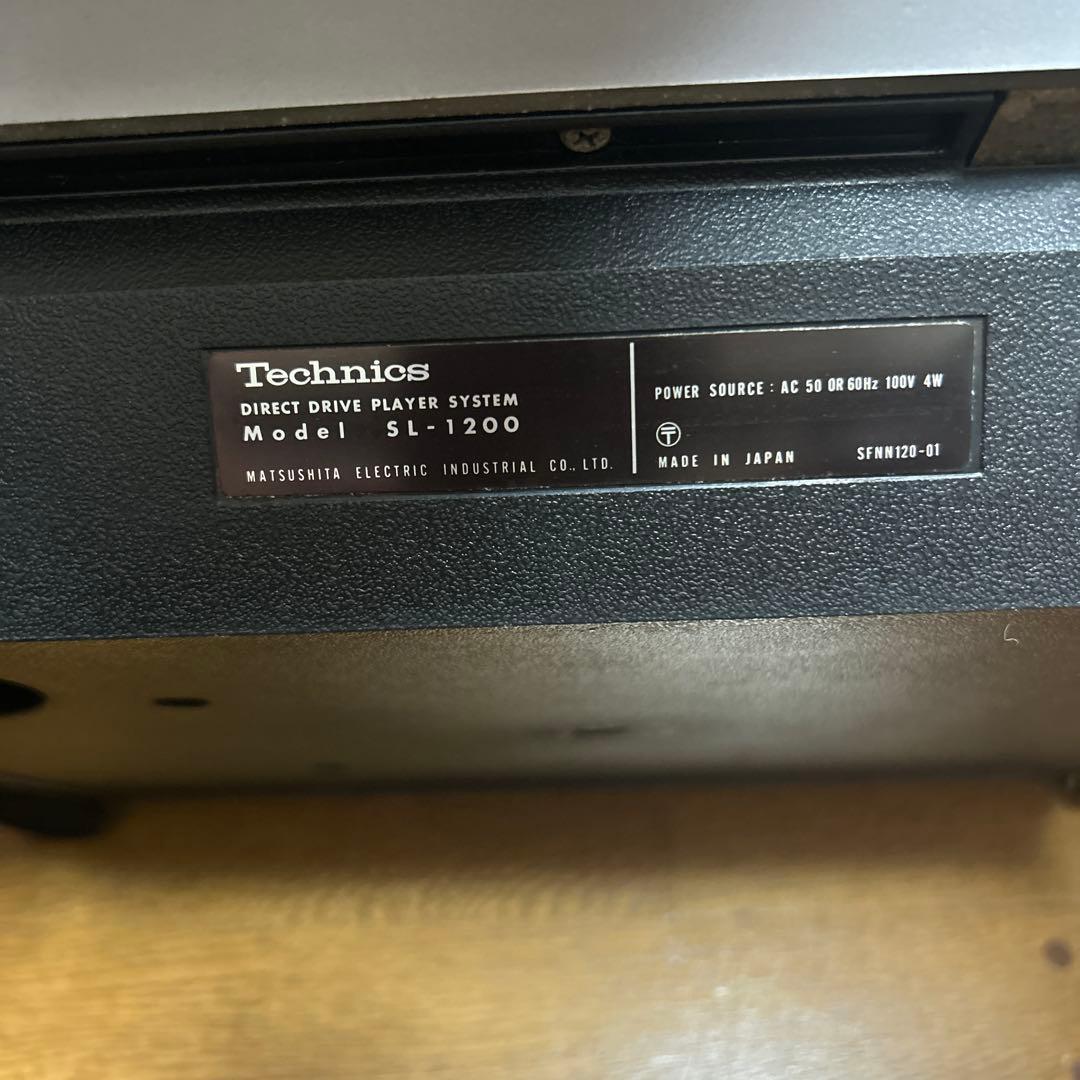 Technics
DIRECT DRIVE PLAYER SYSTEM
Model SL-1200
MATSUSHITA ELECTRIC INDUSTRIAL CO., LTD.
POWER SOURCE : AC 50 OR 60Hz 100V 4W
〶
MADE IN JAPAN SFNN120-01